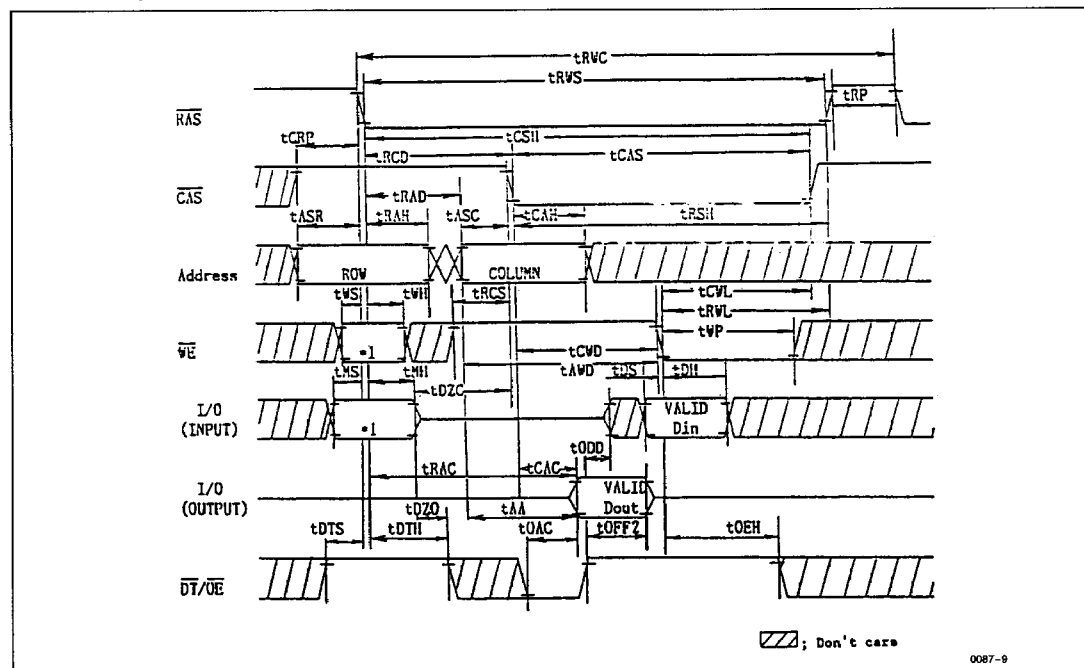 tRWC
tRWS
tRP
RAS
tCRP
tCSH
tRCD
tCAS
tRAD
CAS
tASR
tRAH
tASC
tCAH
tRSH
Address
ROW
COLUMN
tCWL
tWS
tWH
tRCS
tRWL
tWP
WE
*1
tCWD
tAWD
tMS
tMH
tDS
tDH
tDZC
I/O
(INPUT)
*1
VALID
Din
tODD
tRAC
tCAC
I/O
(OUTPUT)
VALID
Dout
tDZO
tAA
tDTS
tDTH
tOAC
tOFF2
tOEH
DT/OE
; Don't care
0087-9